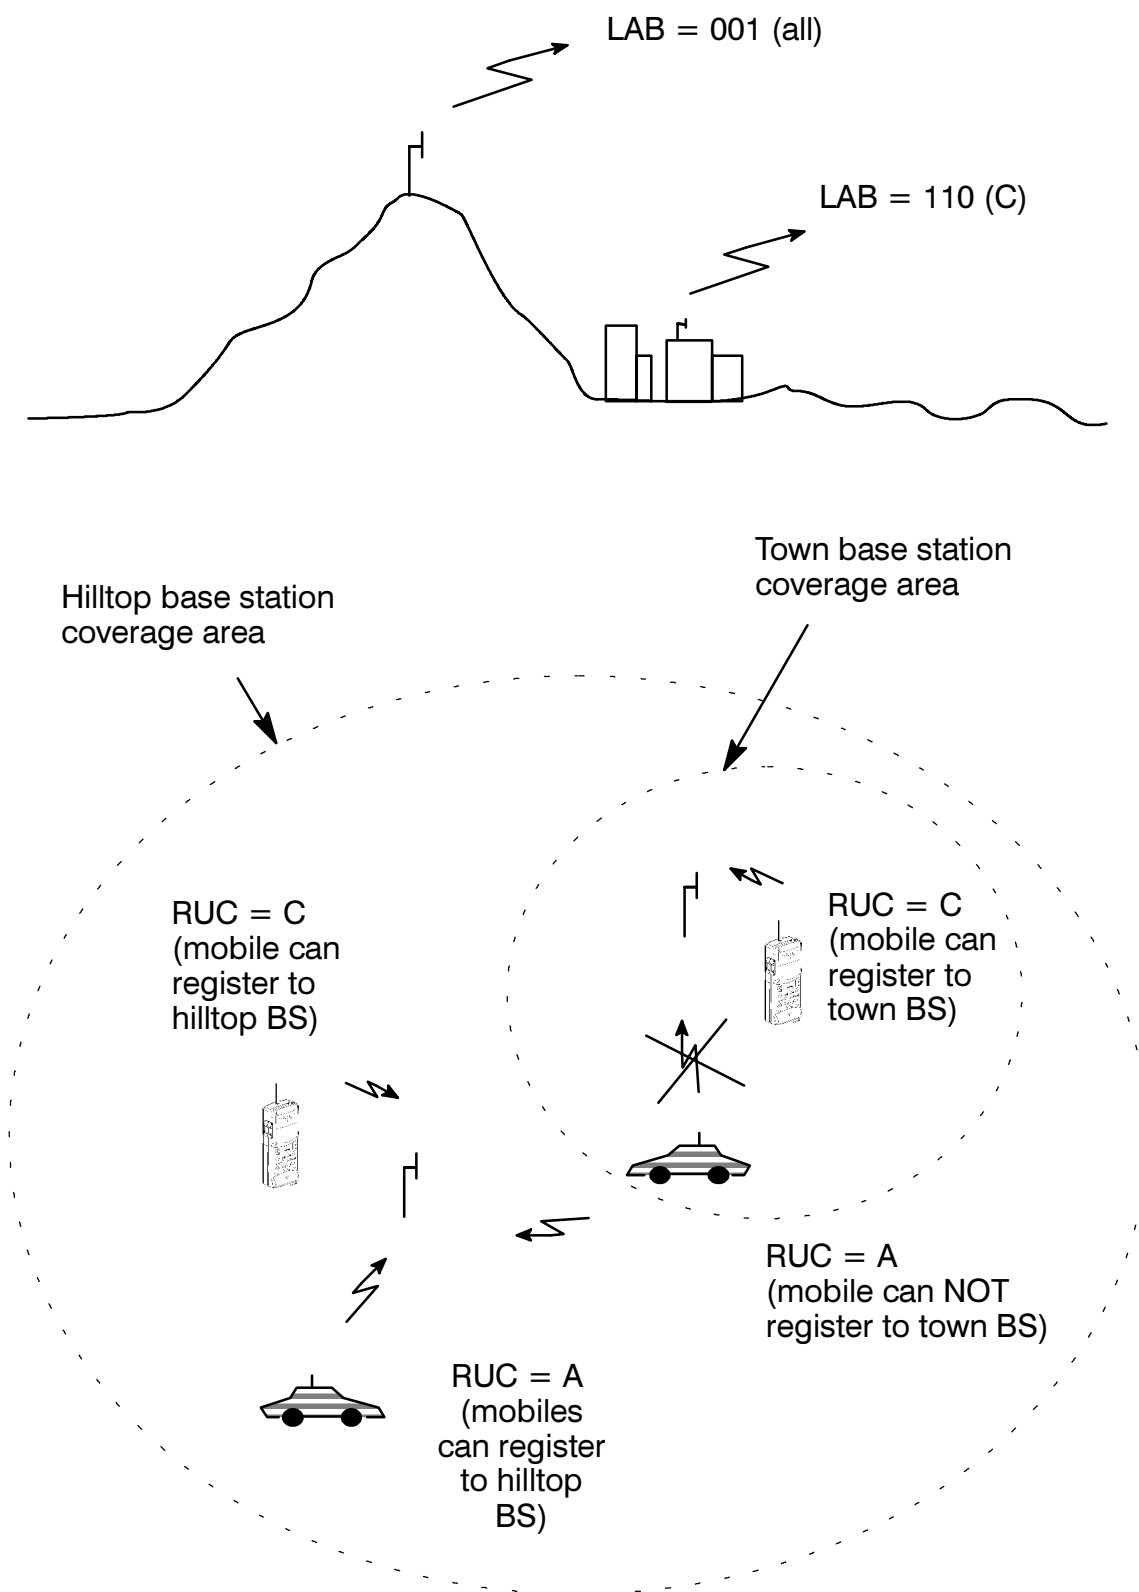 LAB = 001 (all)
LAB = 110 (C)
Town base station
coverage area
Hilltop base station
coverage area
RUC = C
(mobile can
register to
hilltop BS)
RUC = C
(mobile can
register to
town BS)
RUC = A
(mobile can NOT
register to town BS)
RUC = A
(mobiles
can register
to hilltop
BS)